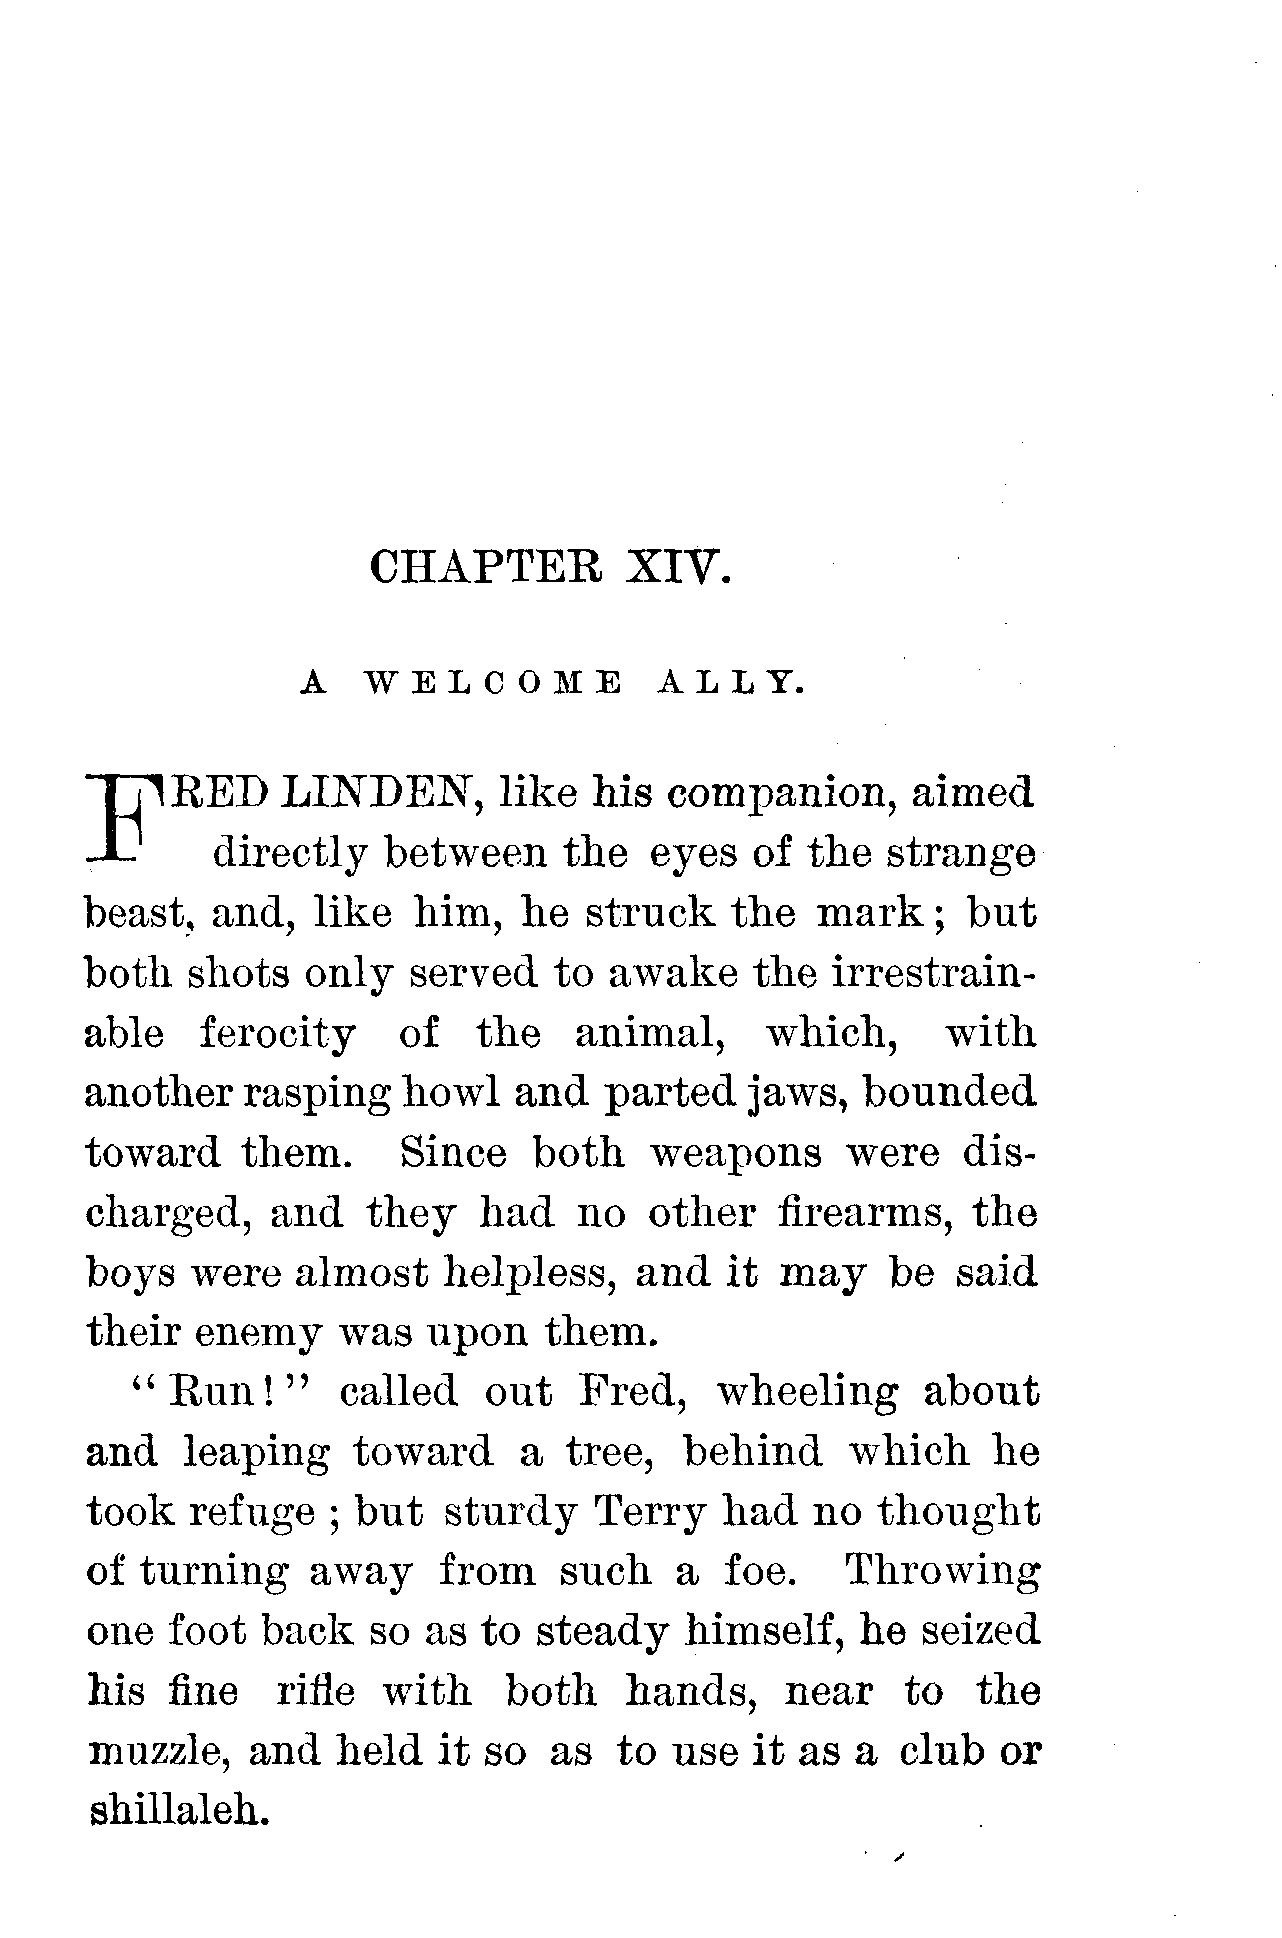 CHAPTER XIV.
A WELCOME ALLY.
FRED LINDEN, like his companion, aimed
directly between the eyes of the strange
beast, and, like him, he struck the mark; but
both shots only served to awake the irrestrain-
able ferocity of the animal, which, with
another rasping howl and parted jaws, bounded
toward them. Since both weapons were dis-
charged, and they had no other firearms, the
boys were almost helpless, and it may be said
their enemy was upon them.
"Run!" called out Fred, wheeling about
and leaping toward a tree, behind which he
took refuge; but sturdy Terry had no thought
of turning away from such a foe. Throwing
one foot back so as to steady himself, he seized
his fine rifle with both hands, near to the
muzzle, and held it so as to use it as a club or
shillaleh.